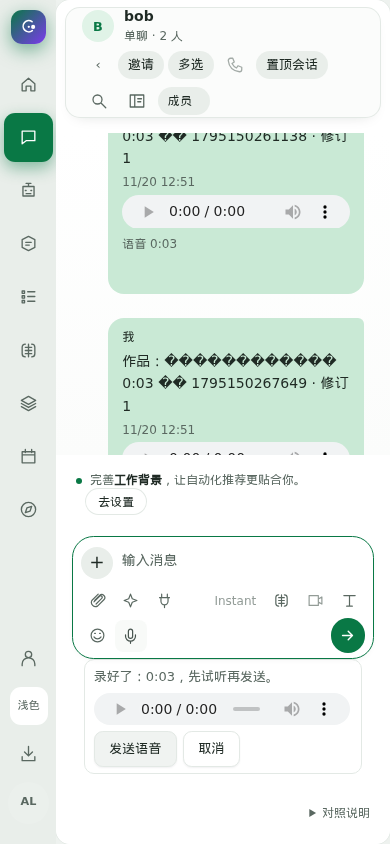 B
bob
单聊 · 2 人
‹
邀请
多选
置顶会话
成员
0:03 �� 1795150261138 · 修订
1
11/20 12:51
0:00 / 0:00
语音 0:03
我
作品：������������
0:03 �� 1795150267649 · 修订
1
11/20 12:51
完善工作背景，让自动化推荐更贴合你。
去设置
输入消息
Instant
录好了：0:03，先试听再发送。
0:00 / 0:00
发送语音
取消
▶ 对照说明
浅色
AL